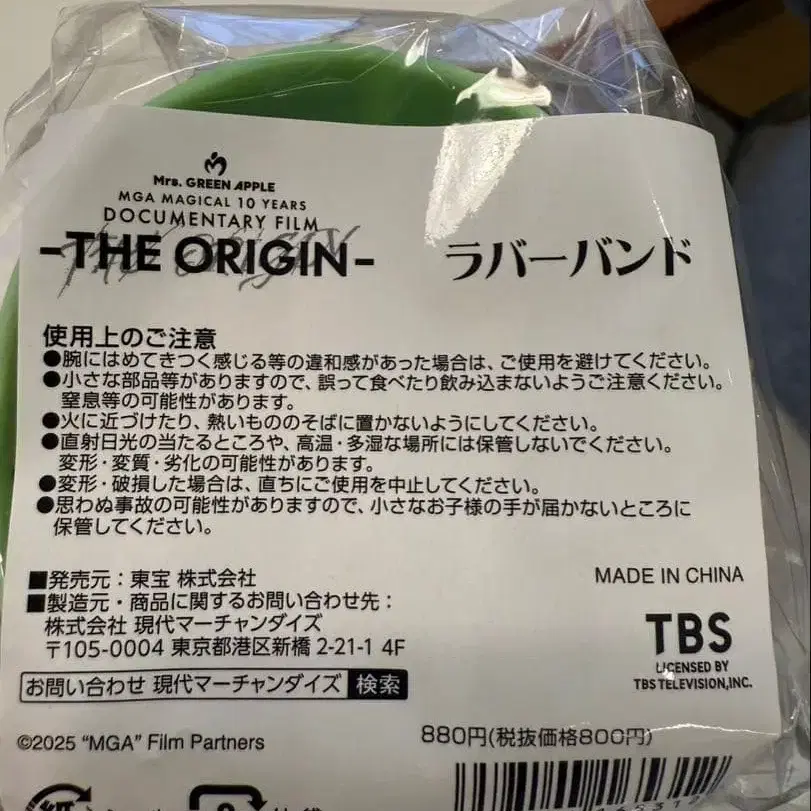 Mrs. GREEN APPLE
MGA MAGICAL 10 YEARS
DOCUMENTARY FILM
-THE ORIGIN-
ラバーバンド
使用上のご注意
●腕にはめてきつく感じる等の違和感があった場合は、ご使用を避けてください。
●小さな部品等がありますので、誤って食べたり飲み込まないようご注意ください。
窒息等の可能性があります。
●火に近づけたり、熱いもののそばに置かないようにしてください。
●直射日光の当たるところや、高温・多湿な場所には保管しないでください。
変形・変質・劣化の可能性があります。
●変形・破損した場合は、直ちにご使用を中止してください。
●思わぬ事故の可能性がありますので、小さなお子様の手が届かないところに
保管してください。
■発売元：東宝 株式会社
■製造元・商品に関するお問い合わせ先：
株式会社 現代マーチャンダイズ
〒105-0004 東京都港区新橋 2-21-1 4F
お問い合わせ 現代マーチャンダイズ 検索
MADE IN CHINA
TBS
LICENSED BY
TBS TELEVISION,INC.
©2025 “MGA” Film Partners
880円(税抜価格800円)